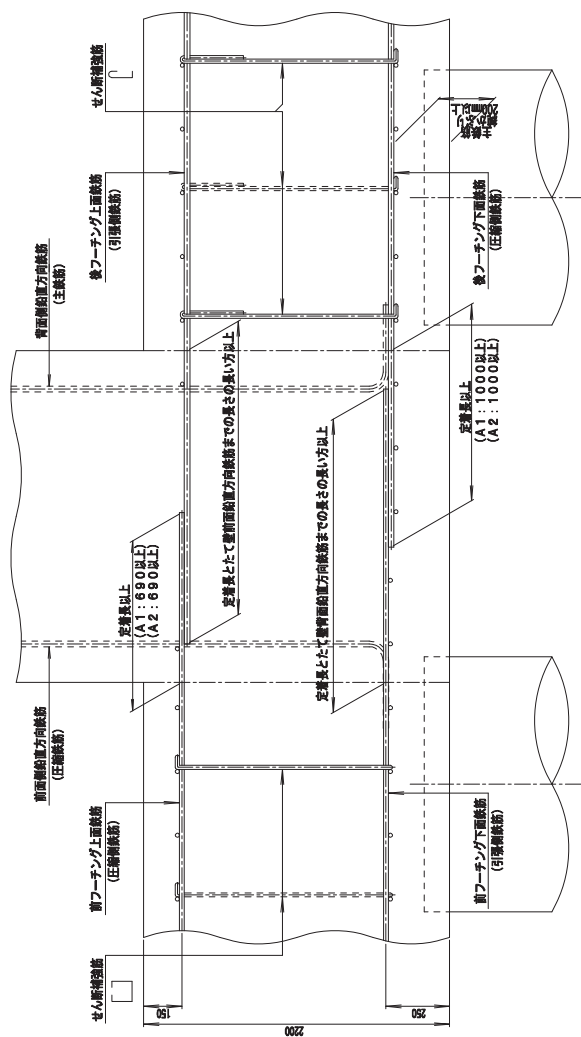 せん断補強筋
前フーチング上面鉄筋
(圧縮側鉄筋)
前面側鉛直方向鉄筋
(圧縮鉄筋)
定着長以上
(A1:690以上)
(A2:690以上)
背面側鉛直方向鉄筋
(主鉄筋)
後フーチング上面鉄筋
(引張側鉄筋)
せん断補強筋
150
2200
250
定着長とたて壁前面鉛直方向鉄筋までの長さの長い方以上
定着長とたて壁背面鉛直方向鉄筋までの長さの長い方以上
前フーチング下面鉄筋
(引張側鉄筋)
定着長以上
(A1:1000以上)
(A2:1000以上)
後フーチング下面鉄筋
(圧縮側鉄筋)
200mm以上